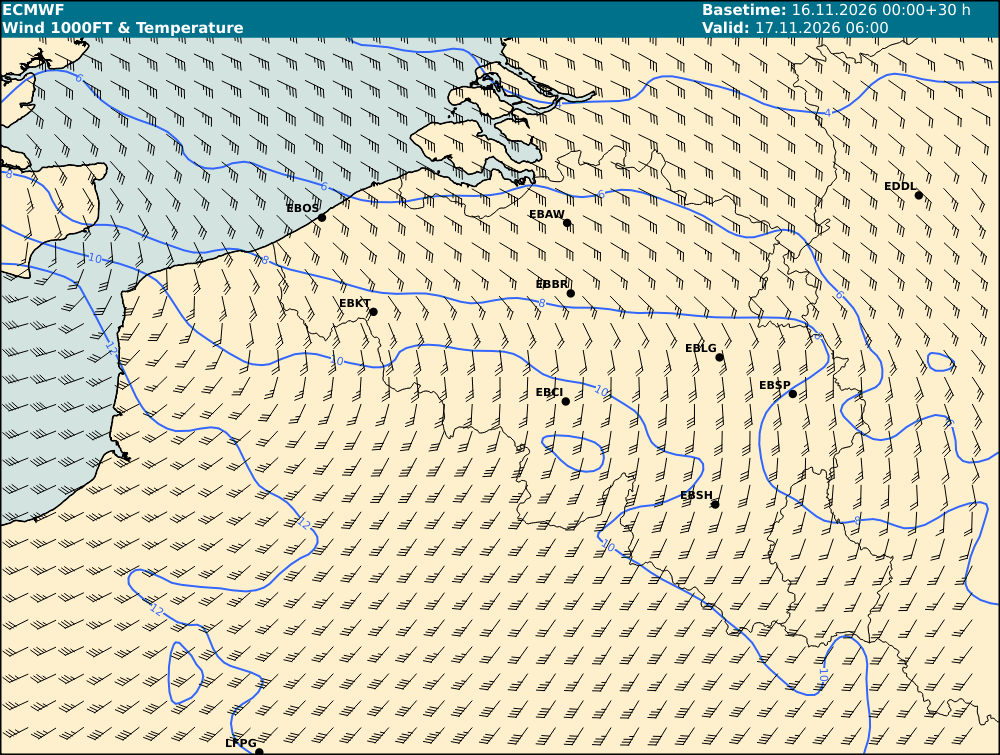 ECMWF
Wind 1000FT & Temperature
Basetime: 16.11.2026 00:00+30 h
Valid: 17.11.2026 06:00
6
4
8
EDDL
6
EBOS
EBAW
6
10
8
EBBR
8
6
EBKT
12
EBLG
10
EBSP
10
EBCI
EBSH
12
8
10
12
10
LFPG